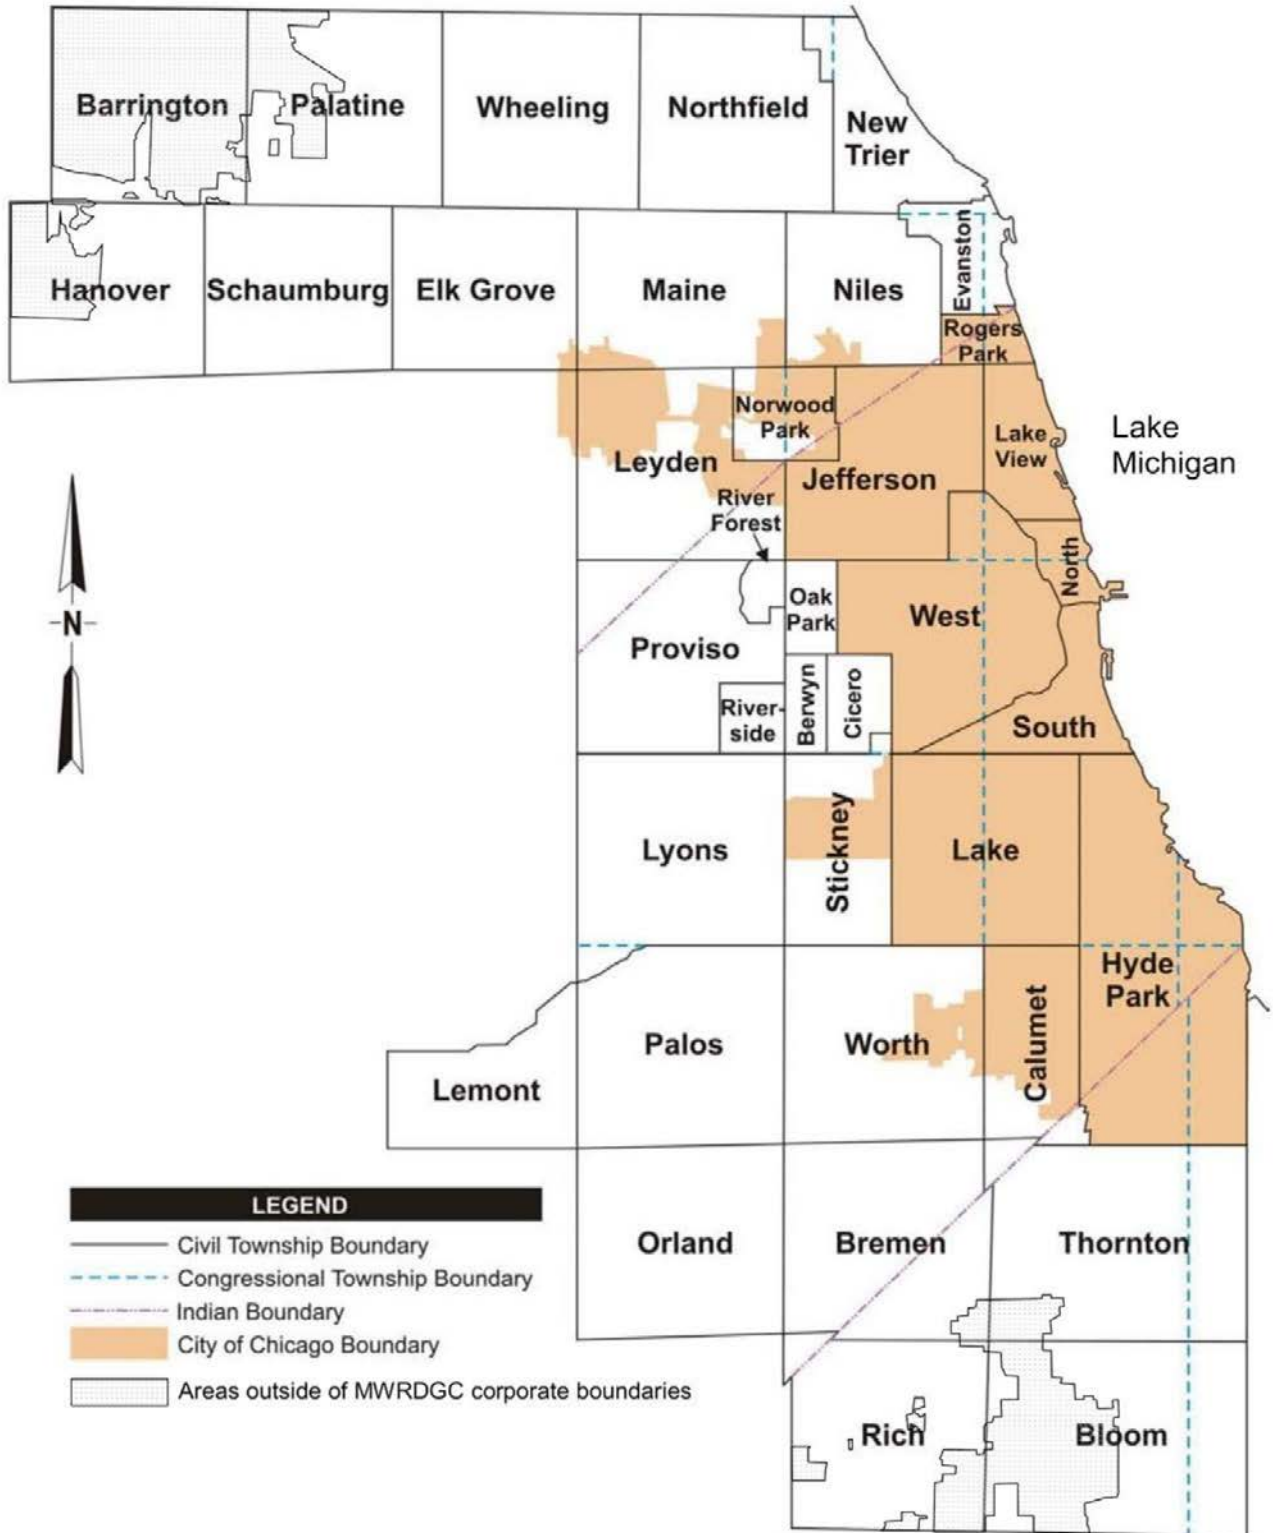 Barrington
Palatine
Wheeling
Northfield
New
Trier
Hanover
Schaumburg
Elk Grove
Maine
Niles
Evanston
Rogers
Park
Norwood
Park
Lake
View
Lake
Michigan
Leyden
Jefferson
River
Forest
North
Oak
Park
West
N
Proviso
River-
side
Berwyn
Cicero
South
Lyons
Stickney
Lake
Hyde
Park
Palos
Worth
Calumet
Lemont
Orland
Bremen
Thornton
Rich
Bloom
LEGEND
Civil Township Boundary
Congressional Township Boundary
Indian Boundary
City of Chicago Boundary
Areas outside of MWRDGC corporate boundaries